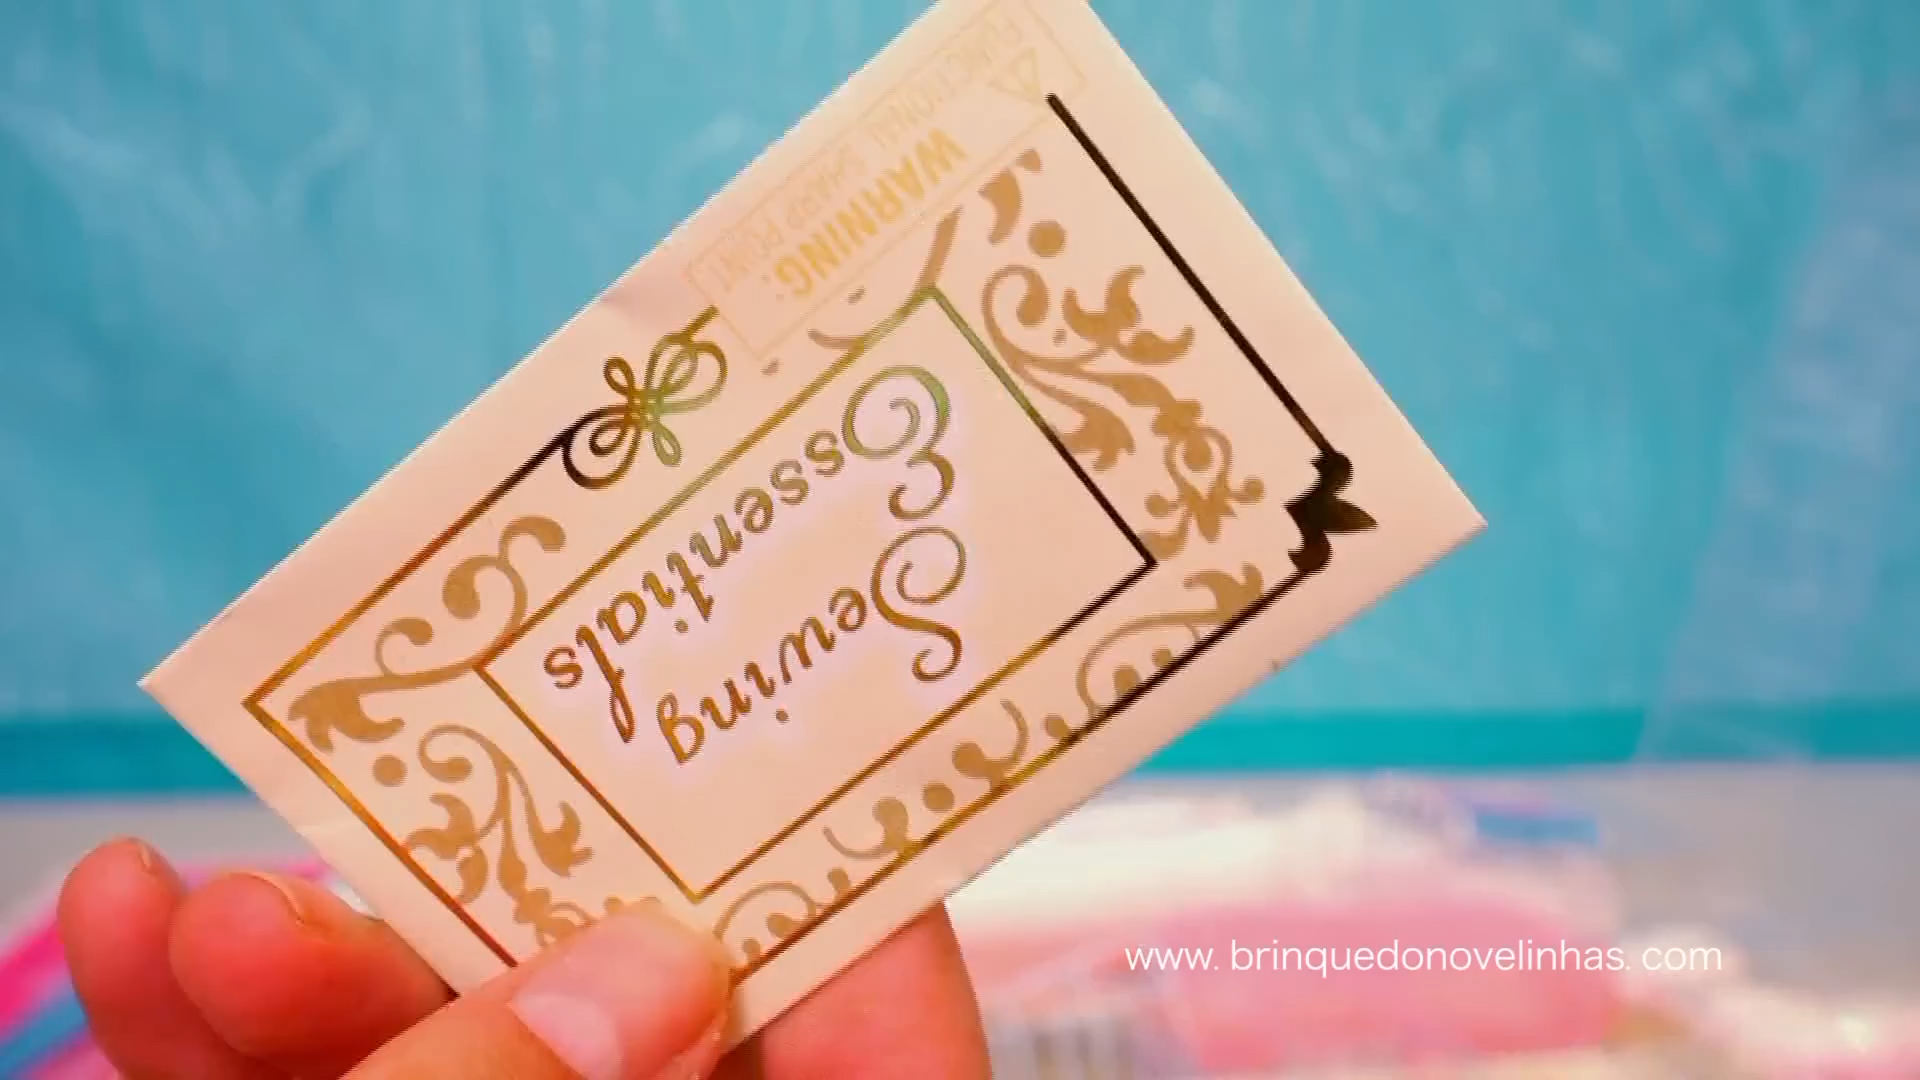 Sewing
Essentials
WARNING:
FUNCTIONAL SHARP POINT.
www.brinquedonovelinhas.com